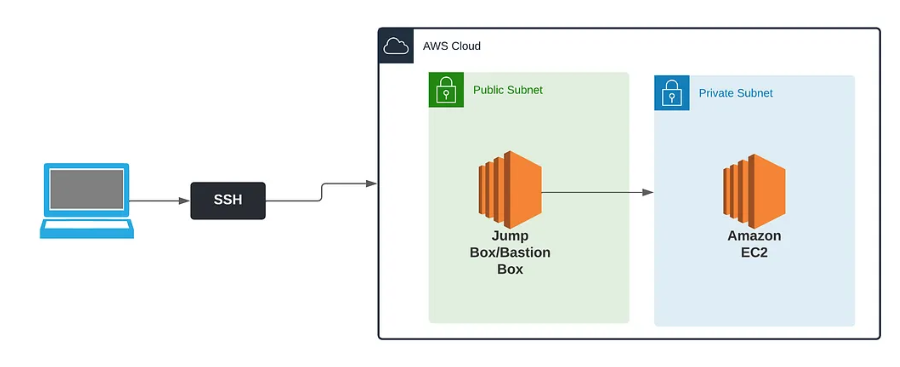 AWS Cloud
Public Subnet
Private Subnet
SSH
Jump
Box/Bastion
Box
Amazon
EC2